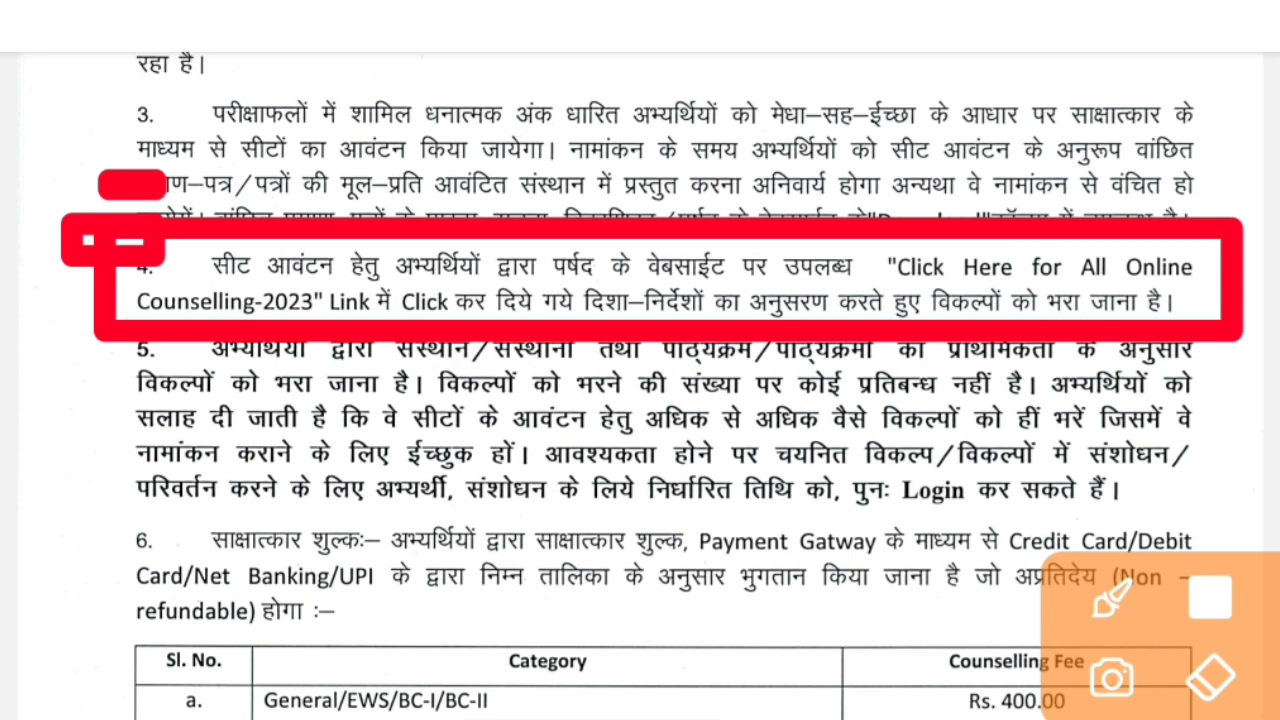 रहा है।
3. परीक्षाफलों में शामिल धनात्मक अंक धारित अभ्यर्थियों को मेधा–सह–ईच्छा के आधार पर साक्षात्कार के
माध्यम से सीटों का आवंटन किया जायेगा। नामांकन के समय अभ्यर्थियों को सीट आवंटन के अनुरूप वांछित
–पत्र/पत्रों की मूल–प्रति आवंटित संस्थान में प्रस्तुत करना अनिवार्य होगा अन्यथा वे नामांकन से वंचित हो
4. सीट आवंटन हेतु अभ्यर्थियों द्वारा पर्षद के वेबसाईट पर उपलब्ध "Click Here for All Online
Counselling-2023" Link में Click कर दिये गये दिशा–निर्देशों का अनुसरण करते हुए विकल्पों को भरा जाना है।
5. अभ्यर्थियों द्वारा संस्थान/संस्थानों तथा पाठ्यक्रम/पाठ्यक्रमों की प्राथमिकता के अनुसार
विकल्पों को भरा जाना है। विकल्पों को भरने की संख्या पर कोई प्रतिबन्ध नहीं है। अभ्यर्थियों को
सलाह दी जाती है कि वे सीटों के आवंटन हेतु अधिक से अधिक वैसे विकल्पों को हीं भरें जिसमें वे
नामांकन कराने के लिए ईच्छुक हों। आवश्यकता होने पर चयनित विकल्प/विकल्पों में संशोधन/
परिवर्तन करने के लिए अभ्यर्थी, संशोधन के लिये निर्धारित तिथि को, पुनः Login कर सकते हैं।
6. साक्षात्कार शुल्कः– अभ्यर्थियों द्वारा साक्षात्कार शुल्क, Payment Gatway के माध्यम से Credit Card/Debit
Card/Net Banking/UPI के द्वारा निम्न तालिका के अनुसार भुगतान किया जाना है जो अप्रतिदेय (Non –
refundable) होगा :–
Sl. No. Category Counselling Fee
a. General/EWS/BC-I/BC-II Rs. 400.00